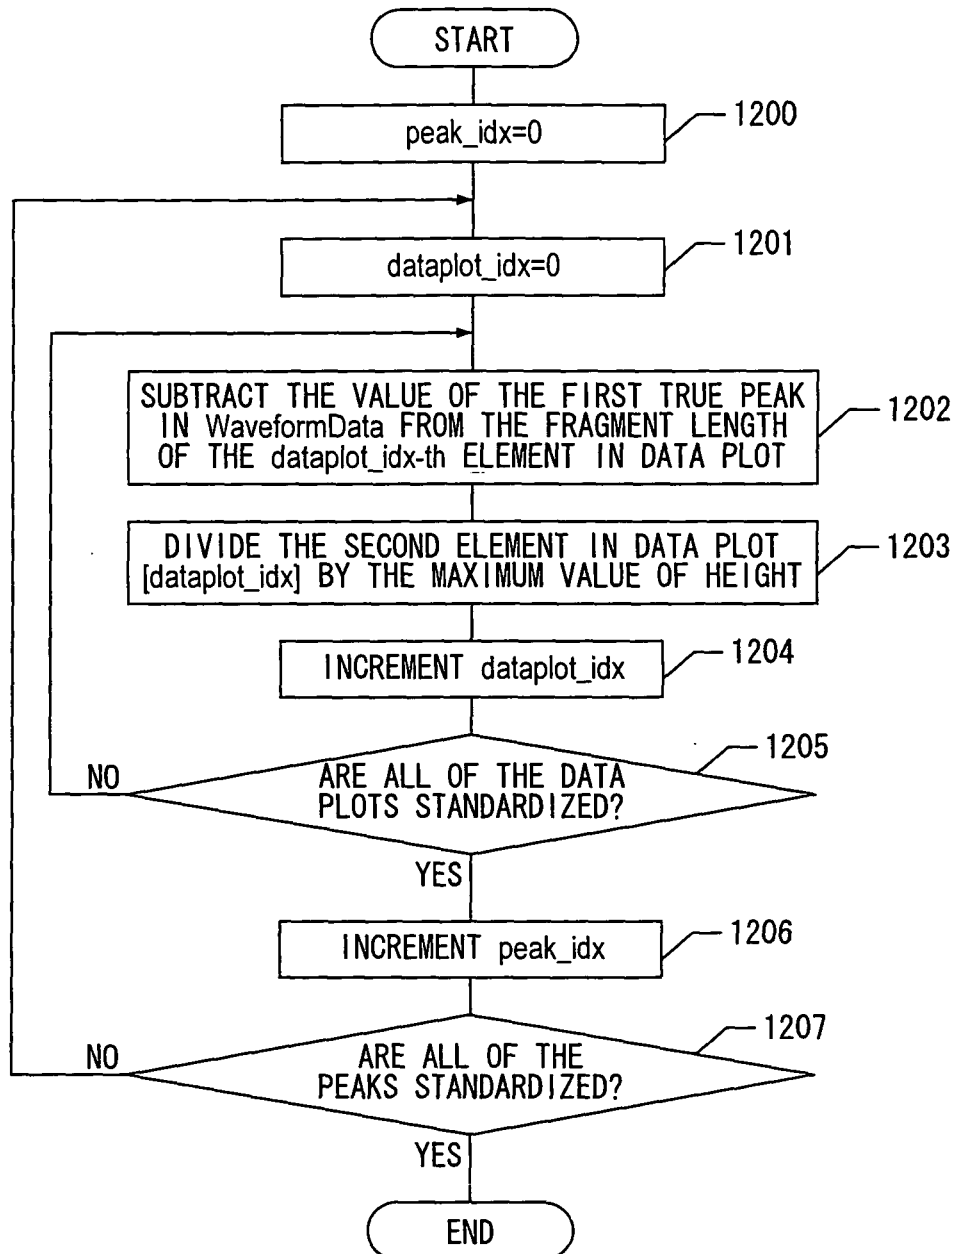 START
peak_idx=0
1200
dataplot_idx=0
1201
SUBTRACT THE VALUE OF THE FIRST TRUE PEAK
IN WaveformData FROM THE FRAGMENT LENGTH
OF THE dataplot_idx-th ELEMENT IN DATA PLOT
1202
DIVIDE THE SECOND ELEMENT IN DATA PLOT
[dataplot_idx] BY THE MAXIMUM VALUE OF HEIGHT
1203
INCREMENT dataplot_idx
1204
ARE ALL OF THE DATA
PLOTS STANDARDIZED?
1205
NO
YES
INCREMENT peak_idx
1206
ARE ALL OF THE
PEAKS STANDARDIZED?
1207
NO
YES
END